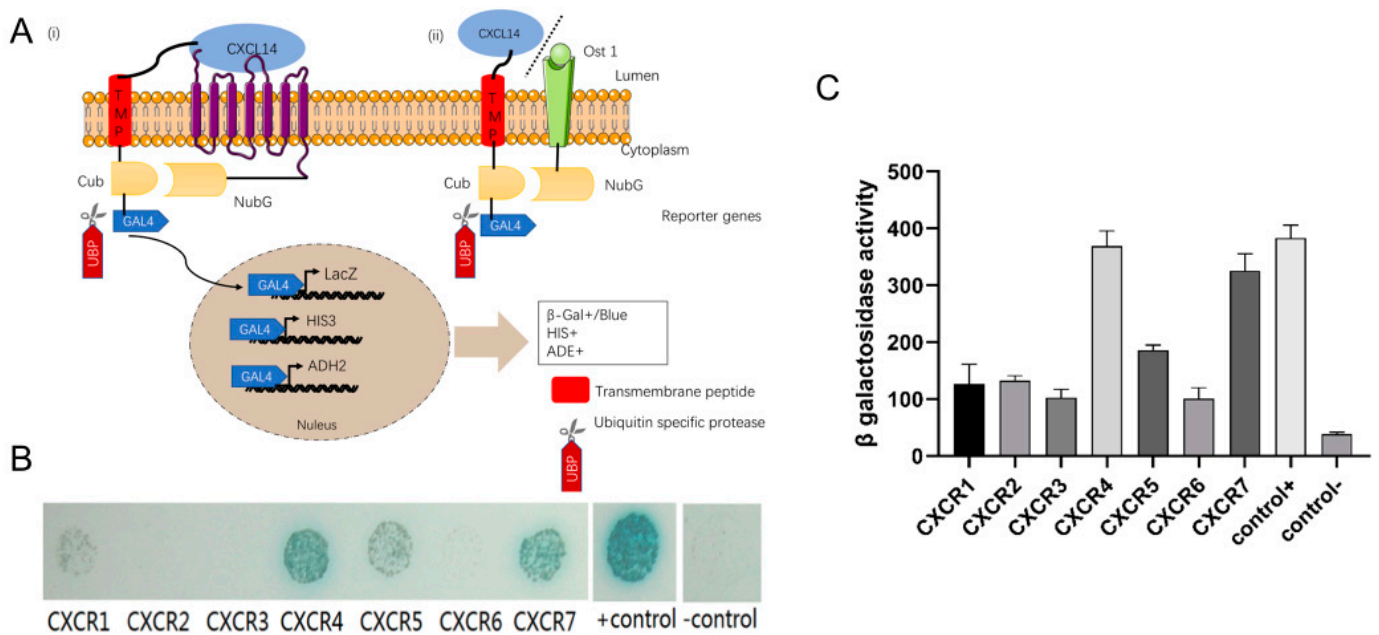 A
(i)
CXCL14
(ii)
CXCL14
Ost 1
Lumen
TMP
TMP
Cytoplasm
Cub
NubG
Cub
NubG
GAL4
GAL4
UBP
UBP
Reporter genes
GAL4
LacZ
GAL4
HIS3
GAL4
ADH2
Nuleus
β-Gal+/Blue
HIS+
ADE+
Transmembrane peptide
Ubiquitin specific protease
UBP
B
CXCR1 CXCR2 CXCR3 CXCR4 CXCR5 CXCR6 CXCR7 +control -control
C
β galactosidase activity
500
400
300
200
100
0
CXCR1
CXCR2
CXCR3
CXCR4
CXCR5
CXCR6
CXCR7
control+
control-